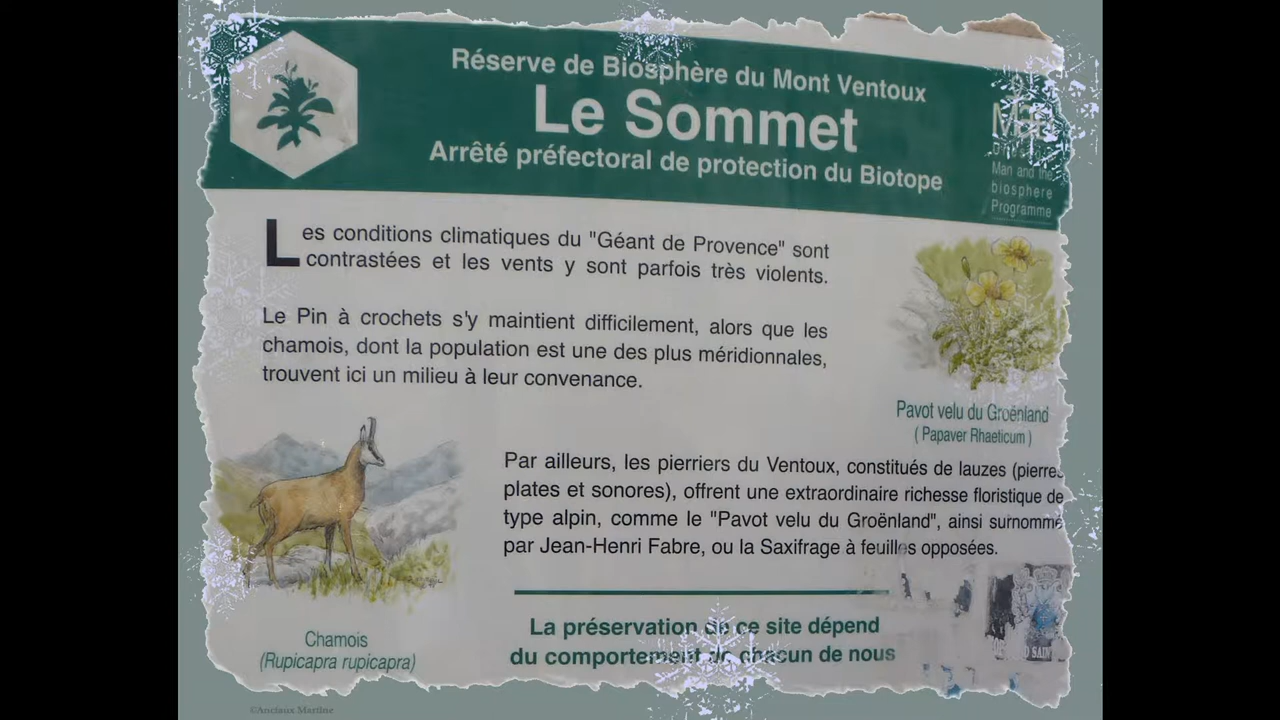 Réserve de Biosphère du Mont Ventoux
Le Sommet
Arrêté préfectoral de protection du Biotope
Man and the
biosphere
Programme
Les conditions climatiques du "Géant de Provence" sont
contrastées et les vents y sont parfois très violents.
Le Pin à crochets s'y maintient difficilement, alors que les
chamois, dont la population est une des plus méridionnales,
trouvent ici un milieu à leur convenance.
Pavot velu du Groënland
( Papaver Rhaeticum )
Par ailleurs, les pierriers du Ventoux, constitués de lauzes (pierres
plates et sonores), offrent une extraordinaire richesse floristique de
type alpin, comme le "Pavot velu du Groënland", ainsi surnommé
par Jean-Henri Fabre, ou la Saxifrage à feuilles opposées.
Chamois
(Rupicapra rupicapra)
La préservation de ce site dépend
du comportement de chacun de nous
©Anciaux Martine